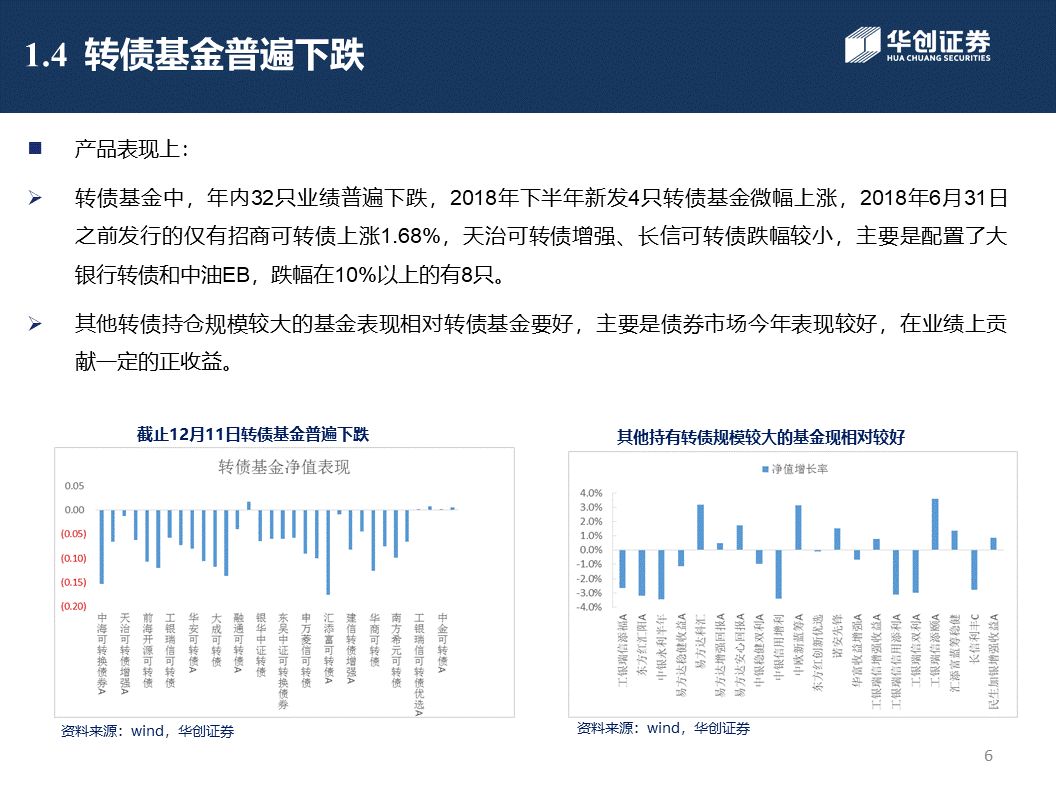 1.4 转债基金普遍下跌
华创证券
HUA CHUANG SECURITIES
■ 产品表现上：
➢ 转债基金中，年内32只业绩普遍下跌，2018年下半年新发4只转债基金微幅上涨，2018年6月31日
之前发行的仅有招商可转债上涨1.68%，天治可转债增强、长信可转债跌幅较小，主要是配置了大
银行转债和中油EB，跌幅在10%以上的有8只。
➢ 其他转债持仓规模较大的基金表现相对转债基金要好，主要是债券市场今年表现较好，在业绩上贡
献一定的正收益。
截止12月11日转债基金普遍下跌
转债基金净值表现
0.05
0.00
(0.05)
(0.10)
(0.15)
(0.20)
中海可转换债券A
天治可转债增强A
前海开源可转债
工银瑞信可转债
华安可转债A
大成可转债
融通可转债A
银华中证转债
东吴中证可转换债券
申万菱信可转债
汇添富可转债A
建信转债增强A
华商可转债
南方希元可转债
工银瑞信可转债优选A
中金可转债A
资料来源：wind，华创证券
其他持有转债规模较大的基金现相对较好
■ 净值增长率
4.0%
3.0%
2.0%
1.0%
0.0%
-1.0%
-2.0%
-3.0%
-4.0%
工银瑞信添福A
东方红汇阳A
中银永利半年
易方达稳健收益A
易方达科汇
易方达增强回报A
易方达安心回报A
中银稳健双利A
中银信用增利
中欧新蓝筹A
东方红创新优选
诺安先锋
华富收益增强A
工银瑞信增强收益A
工银瑞信信用添利A
工银瑞信双利A
工银瑞信添颐A
汇添富蓝筹稳健
长信利丰C
民生加银增强收益A
资料来源：wind，华创证券
6